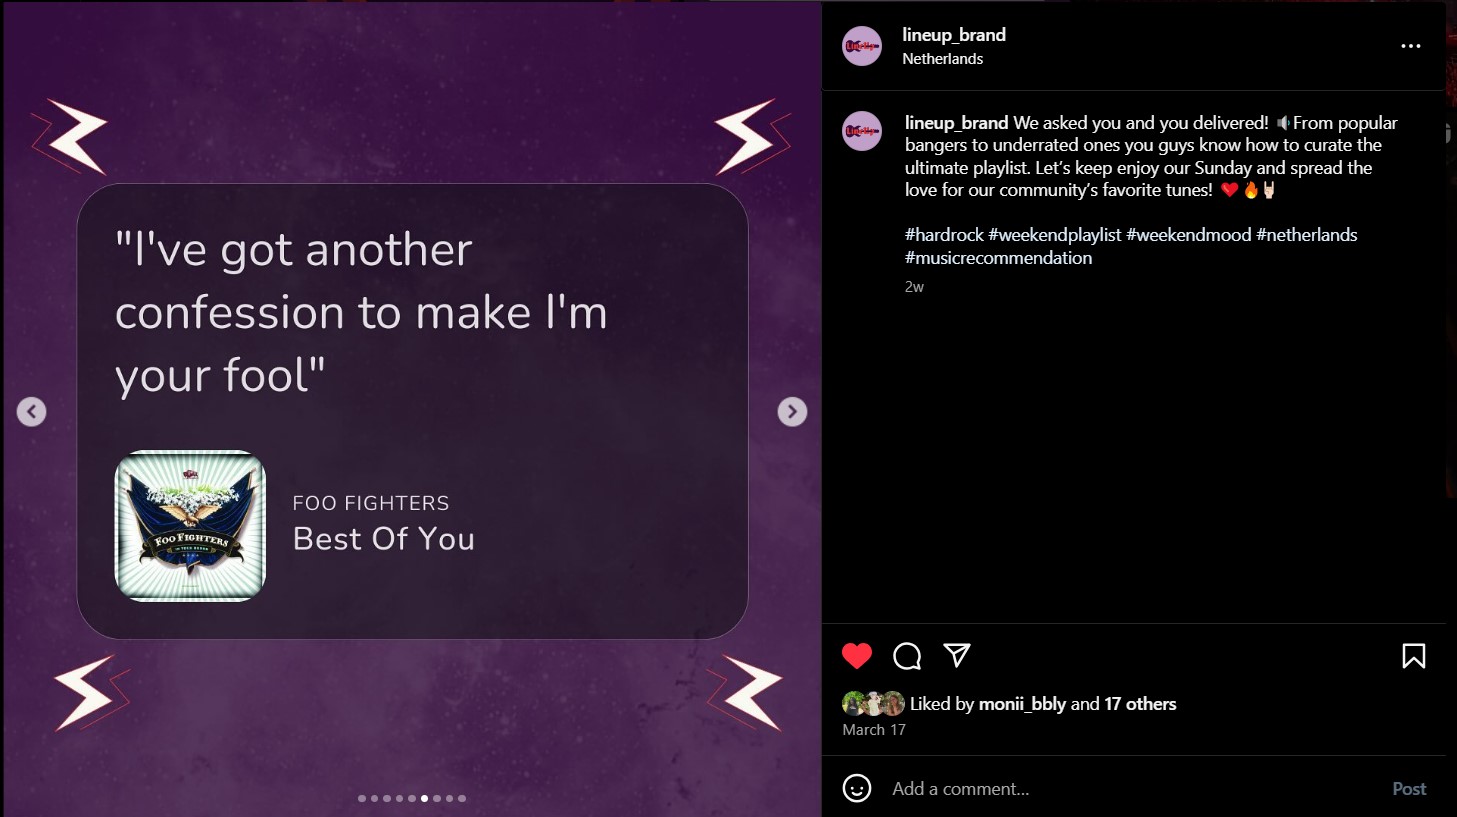 "I've got another
confession to make I'm
your fool"
FOO FIGHTERS
FOO FIGHTERS
Best Of You
lineup_brand
Netherlands
lineup_brand We asked you and you delivered! 🔈From popular
bangers to underrated ones you guys know how to curate the
ultimate playlist. Let's keep enjoy our Sunday and spread the
love for our community's favorite tunes! ❤️🔥🤘🏻
#hardrock #weekendplaylist #weekendmood #netherlands
#musicrecommendation
2w
Liked by monii_bbly and 17 others
March 17
Add a comment...
Post